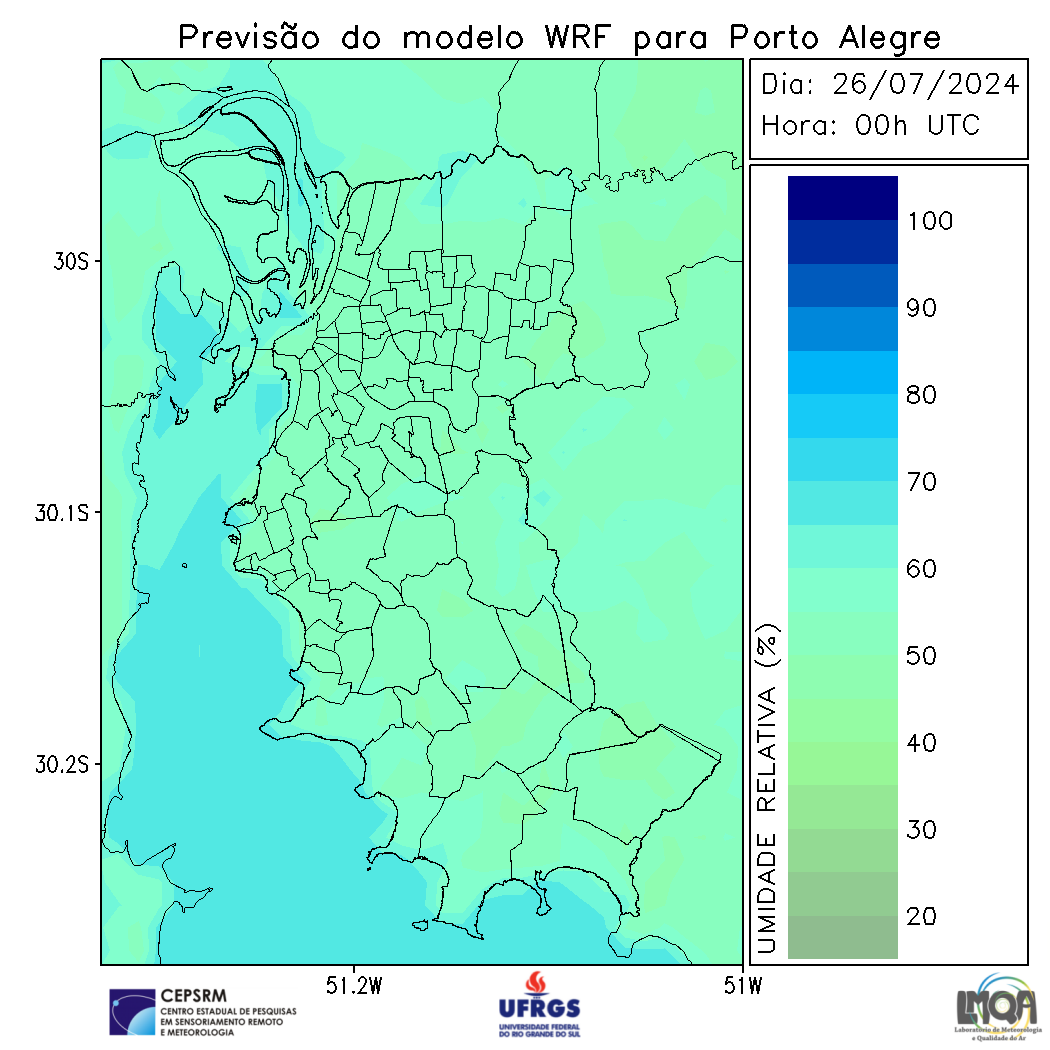 Previsão do modelo WRF para Porto Alegre
Dia: 26/07/2024
Hora: 00h UTC
100
90
80
70
60
50
40
30
20
UMIDADE RELATIVA (%)
30S
30.1S
30.2S
51.2W
51W
CEPSRM
CENTRO ESTADUAL DE PESQUISAS
EM SENSORIAMENTO REMOTO
E METEOROLOGIA
UFRGS
UNIVERSIDADE FEDERAL
DO RIO GRANDE DO SUL
LMQA
Laboratório de Meteorologia
e Qualidade do Ar